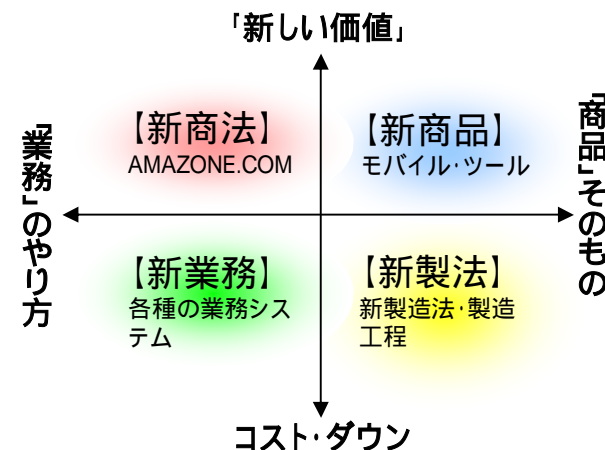 「新しい価値」
【新商法】
AMAZONE.COM
【新商品】
モバイル・ツール
「業務」のやり方
「商品」そのもの
【新業務】
各種の業務シス
テム
【新製法】
新製造法・製造
工程
コスト・ダウン